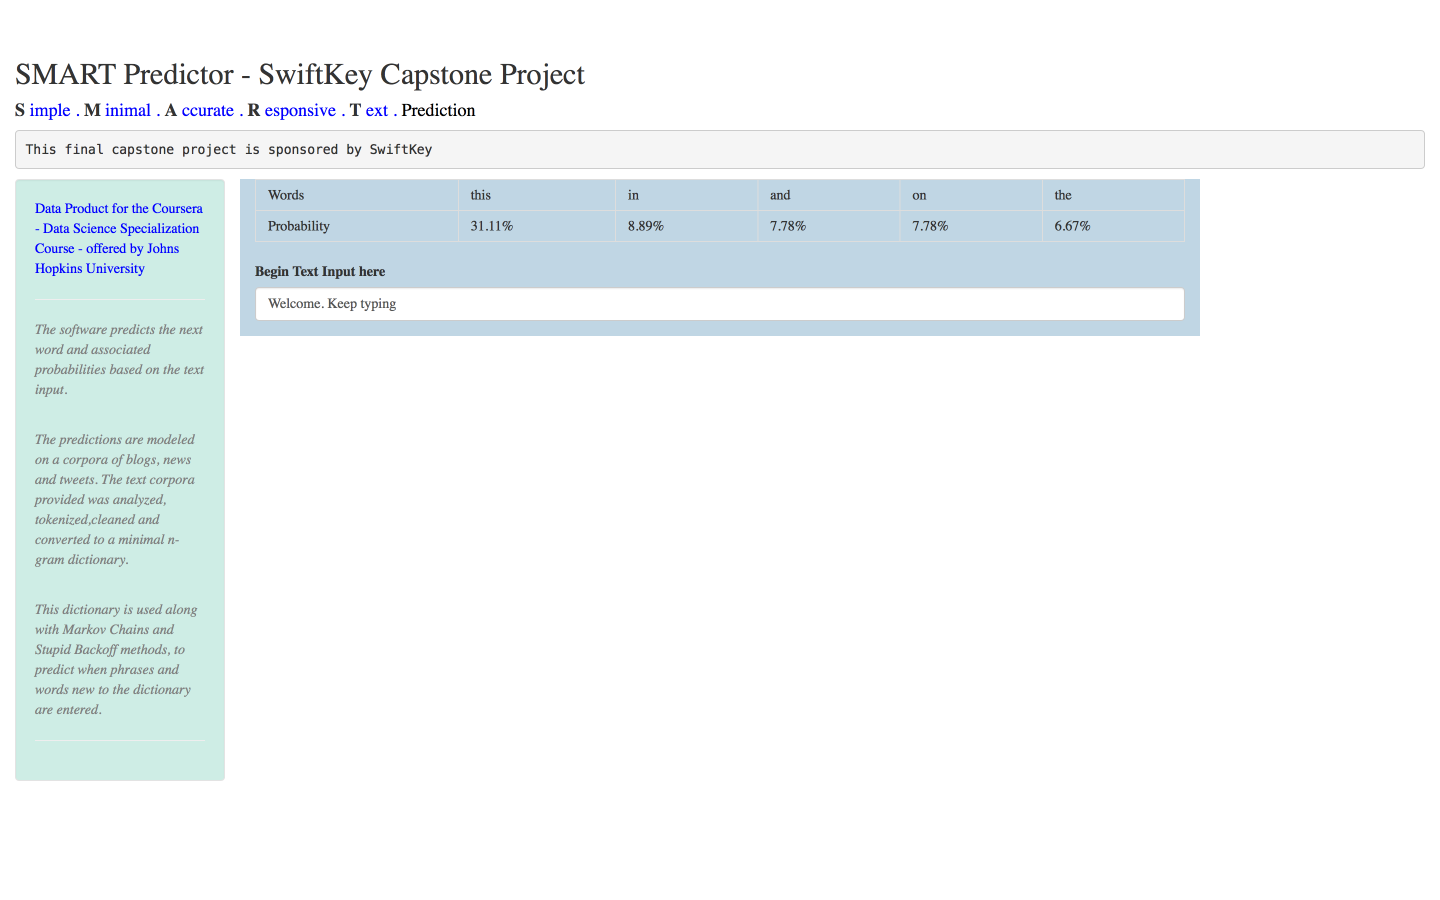 SMART Predictor - SwiftKey Capstone Project
S imple . M inimal . A ccurate . R esponsive . T ext . Prediction
This final capstone project is sponsored by SwiftKey
Data Product for the Coursera
- Data Science Specialization
Course - offered by Johns
Hopkins University
The software predicts the next
word and associated
probabilities based on the text
input.
The predictions are modeled
on a corpora of blogs, news
and tweets. The text corpora
provided was analyzed,
tokenized,cleaned and
converted to a minimal n-
gram dictionary.
This dictionary is used along
with Markov Chains and
Stupid Backoff methods, to
predict when phrases and
words new to the dictionary
are entered.
Words this in and on the
Probability 31.11% 8.89% 7.78% 7.78% 6.67%
Begin Text Input here
Welcome. Keep typing